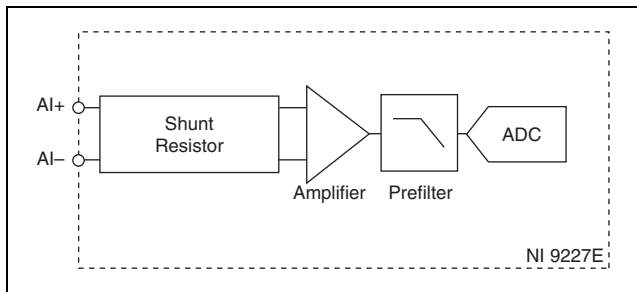 AI+
AI–
Shunt
Resistor
Amplifier
Prefilter
ADC
NI 9227E